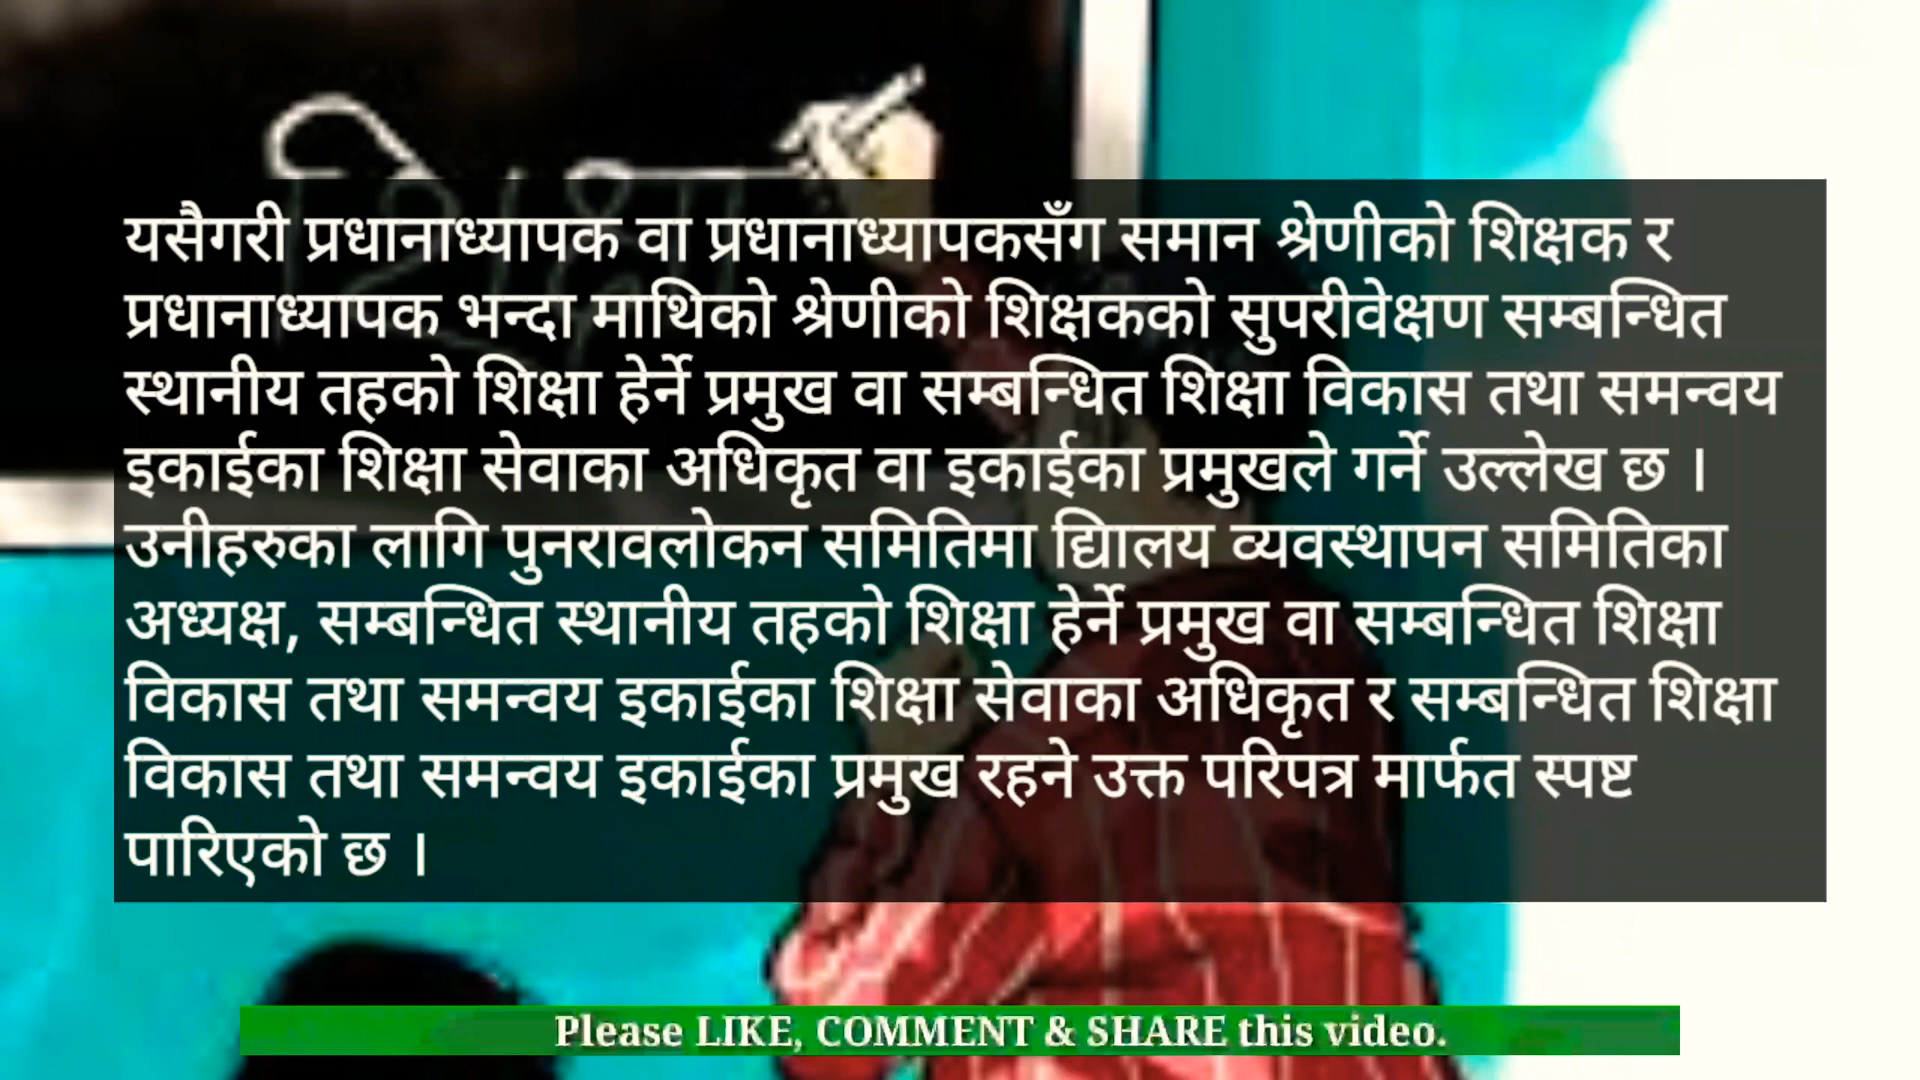 यसैगरी प्रधानाध्यापक वा प्रधानाध्यापकसँग समान श्रेणीको शिक्षक र
प्रधानाध्यापक भन्दा माथिको श्रेणीको शिक्षकको सुपरीवेक्षण सम्बन्धित
स्थानीय तहको शिक्षा हेर्ने प्रमुख वा सम्बन्धित शिक्षा विकास तथा समन्वय
इकाईका शिक्षा सेवाका अधिकृत वा इकाईका प्रमुखले गर्ने उल्लेख छ ।
उनीहरुका लागि पुनरावलोकन समितिमा द्यिालय व्यवस्थापन समितिका
अध्यक्ष, सम्बन्धित स्थानीय तहको शिक्षा हेर्ने प्रमुख वा सम्बन्धित शिक्षा
विकास तथा समन्वय इकाईका शिक्षा सेवाका अधिकृत र सम्बन्धित शिक्षा
विकास तथा समन्वय इकाईका प्रमुख रहने उक्त परिपत्र मार्फत स्पष्ट
पारिएको छ ।
Please LIKE, COMMENT & SHARE this video.